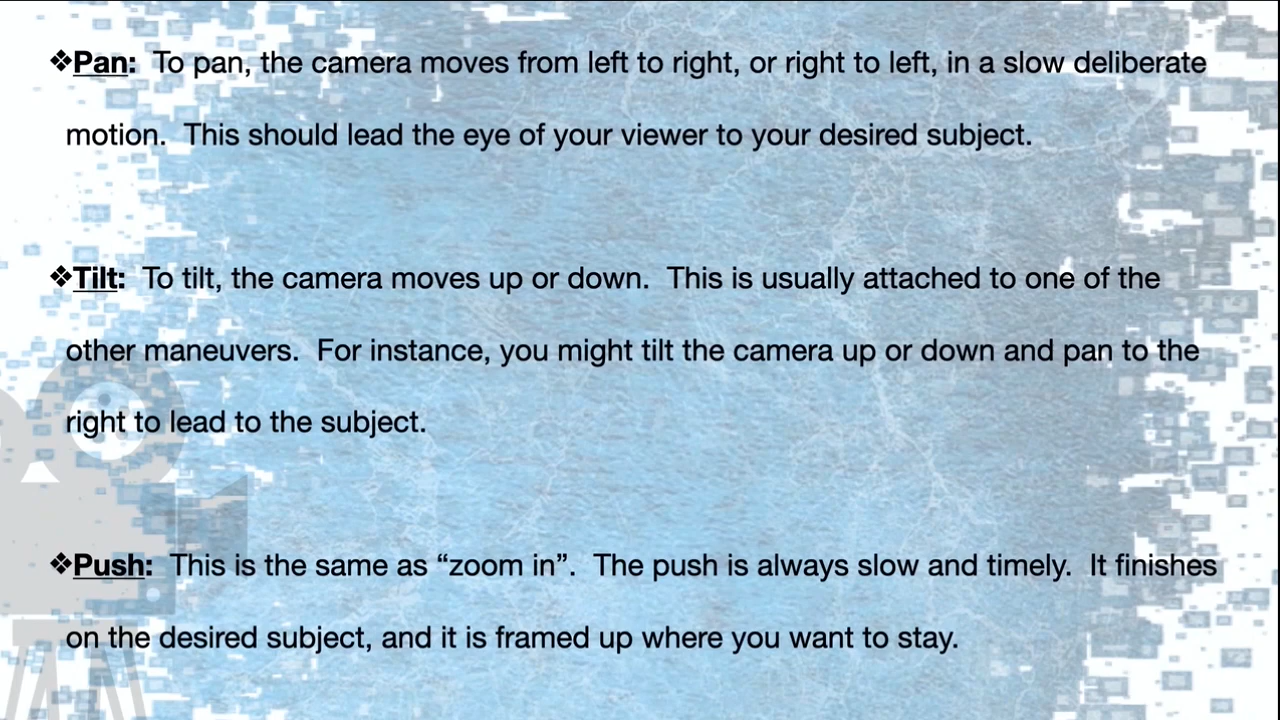 ❖Pan:  To pan, the camera moves from left to right, or right to left, in a slow deliberate
motion.  This should lead the eye of your viewer to your desired subject.
❖Tilt:  To tilt, the camera moves up or down.  This is usually attached to one of the
other maneuvers.  For instance, you might tilt the camera up or down and pan to the
right to lead to the subject.
❖Push:  This is the same as “zoom in”.  The push is always slow and timely.  It finishes
on the desired subject, and it is framed up where you want to stay.